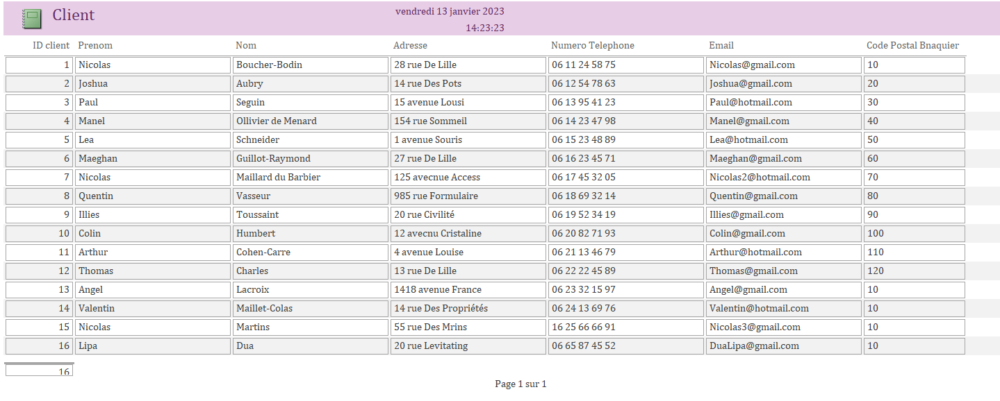 Client
vendredi 13 janvier 2023
14:23:23
ID client Prenom Nom Adresse Numero Telephone Email Code Postal Bnaquier
1 Nicolas Boucher-Bodin 28 rue De Lille 06 11 24 58 75 Nicolas@gmail.com 10
2 Joshua Aubry 14 rue Des Pots 06 12 54 78 63 Joshua@gmail.com 20
3 Paul Seguin 15 avenue Lousi 06 13 95 41 23 Paul@hotmail.com 30
4 Manel Ollivier de Menard 154 rue Sommeil 06 14 23 47 98 Manel@gmail.com 40
5 Lea Schneider 1 avenue Souris 06 15 23 48 89 Lea@hotmail.com 50
6 Maeghan Guillot-Raymond 27 rue De Lille 06 16 23 45 71 Maeghan@gmail.com 60
7 Nicolas Maillard du Barbier 125 avecnue Access 06 17 45 32 05 Nicolas2@hotmail.com 70
8 Quentin Vasseur 985 rue Formulaire 06 18 69 32 14 Quentin@gmail.com 80
9 Illies Toussaint 20 rue Civilité 06 19 52 34 19 Illies@gmail.com 90
10 Colin Humbert 12 avecnu Cristaline 06 20 82 71 93 Colin@gmail.com 100
11 Arthur Cohen-Carre 4 avenue Louise 06 21 13 46 79 Arthur@hotmail.com 110
12 Thomas Charles 13 rue De Lille 06 22 22 45 89 Thomas@gmail.com 120
13 Angel Lacroix 1418 avenue France 06 23 32 15 97 Angel@gmail.com 10
14 Valentin Maillet-Colas 14 rue Des Propriétés 06 24 13 69 76 Valentin@hotmail.com 10
15 Nicolas Martins 55 rue Des Mrins 16 25 66 66 91 Nicolas3@gmail.com 10
16 Lipa Dua 20 rue Levitating 06 65 87 45 52 DuaLipa@gmail.com 10
16
Page 1 sur 1